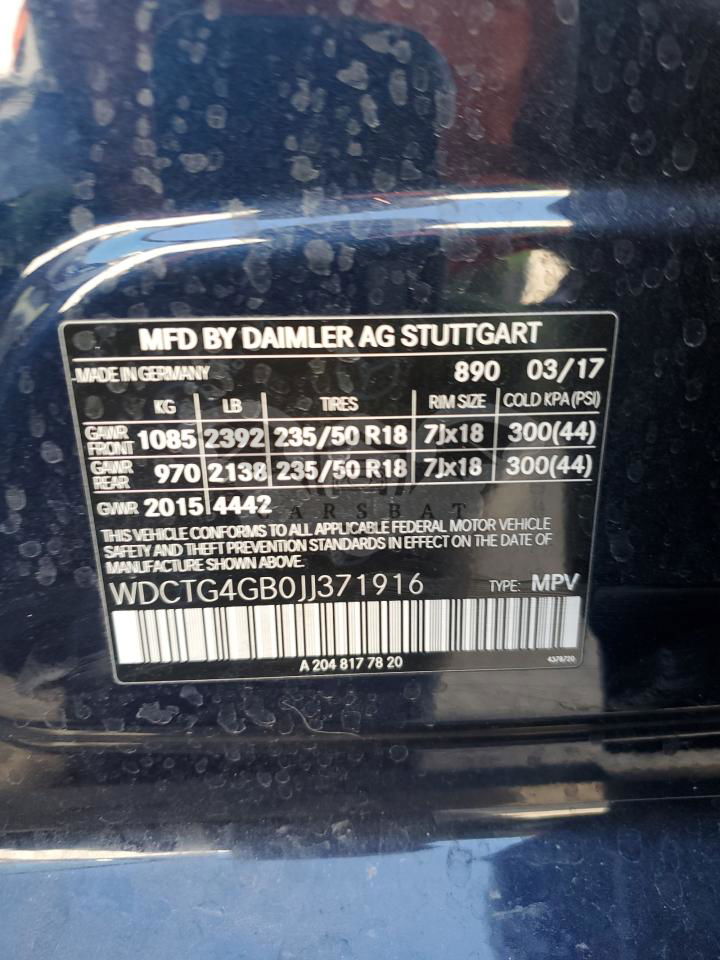 MFD BY DAIMLER AG STUTTGART
MADE IN GERMANY 890 03/17
KG LB TIRES RIM SIZE COLD KPA (PSI)
GAWR FRONT 1085 2392 235/50 R18 7Jx18 300(44)
GAWR REAR 970 2138 235/50 R18 7Jx18 300(44)
GVWR 2015 4442
CARSBAT
THIS VEHICLE CONFORMS TO ALL APPLICABLE FEDERAL MOTOR VEHICLE
SAFETY AND THEFT PREVENTION STANDARDS IN EFFECT ON THE DATE OF
MANUFACTURE SHOWN ABOVE.
WDCTG4GB0JJ371916 TYPE: MPV
A 204 817 78 20 4378720